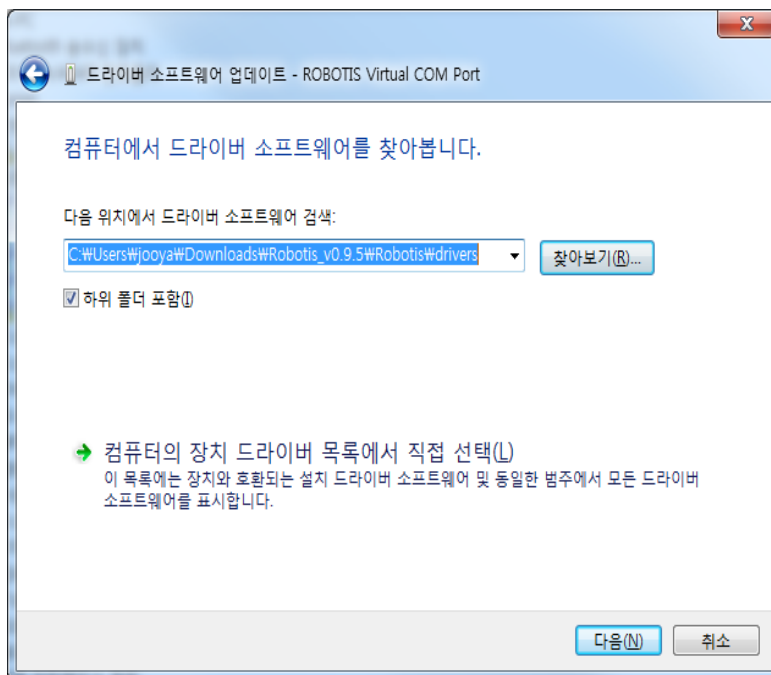 드라이버 소프트웨어 업데이트 - ROBOTIS Virtual COM Port
컴퓨터에서 드라이버 소프트웨어를 찾아봅니다.
다음 위치에서 드라이버 소프트웨어 검색:
C:₩Users₩jooya₩Downloads₩Robotis_v0.9.5₩Robotis₩drivers
찾아보기(R)...
하위 폴더 포함(I)
컴퓨터의 장치 드라이버 목록에서 직접 선택(L)
이 목록에는 장치와 호환되는 설치 드라이버 소프트웨어 및 동일한 범주에서 모든 드라이버
소프트웨어를 표시합니다.
다음(N)
취소